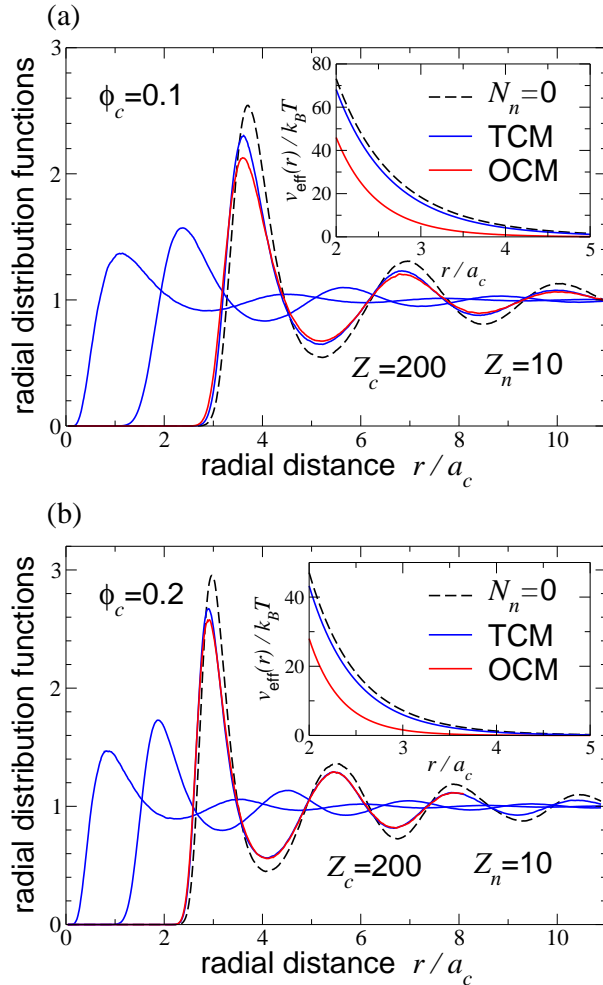 (a)
radial distribution functions
3
2
1
0
ϕc=0.1
Zc=200
Zn=10
0 2 4 6 8 10
radial distance r/ac
veff(r)/kBT
80
60
40
20
0
Nn=0
TCM
OCM
2 3 4 5
r/ac
(b)
radial distribution functions
3
2
1
0
ϕc=0.2
Zc=200
Zn=10
0 2 4 6 8 10
radial distance r/ac
veff(r)/kBT
40
20
0
Nn=0
TCM
OCM
2 3 4 5
r/ac